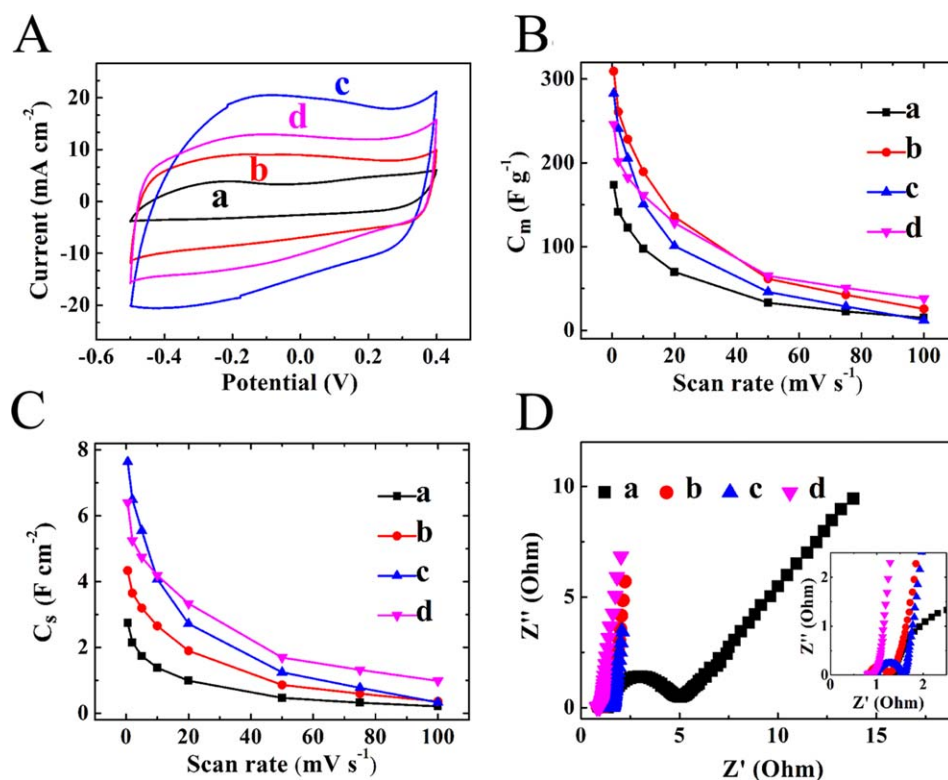 A
Current (mA cm-2)
20
10
0
-10
-20
c
d
b
a
-0.6 -0.4 -0.2 0.0 0.2 0.4
Potential (V)
B
Cm (F g-1)
300
200
100
0
a
b
c
d
0 20 40 60 80 100
Scan rate (mV s-1)
C
Cs (F cm-2)
8
6
4
2
0
a
b
c
d
0 20 40 60 80 100
Scan rate (mV s-1)
D
Z'' (Ohm)
10
5
0
a b c d
0 5 10 15
Z' (Ohm)
Z'' (Ohm)
2
1
0
0 1 2
Z' (Ohm)